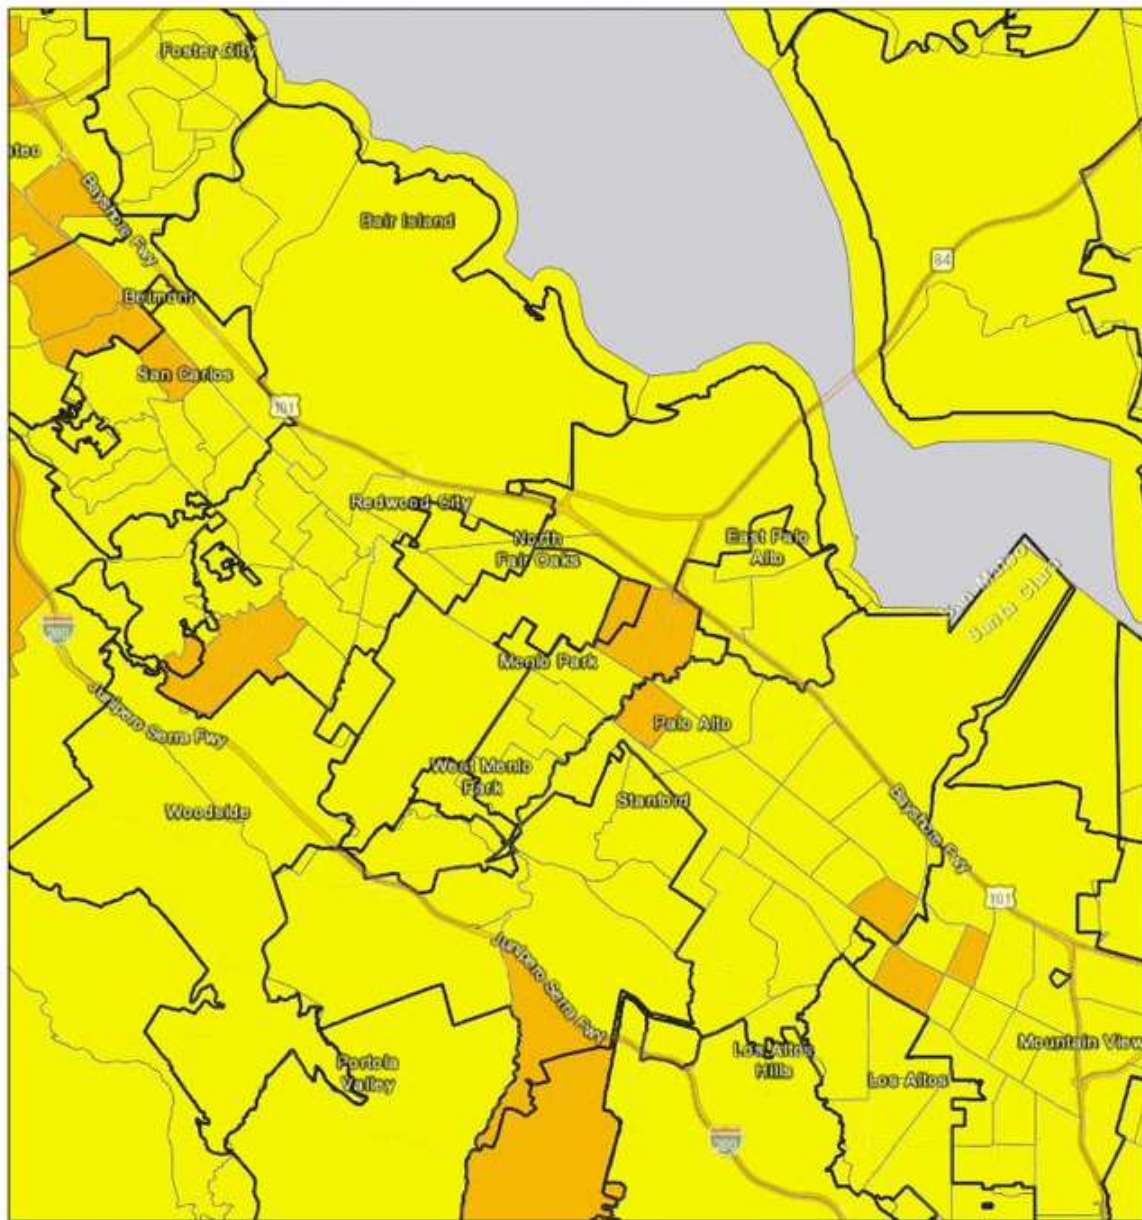 Foster City
ateo
Bayshore Fwy
Bair Island
84
Belmont
San Carlos
101
Redwood City
North
Fair Oaks
East Palo
Alto
San Mateo
Santa Clara
280
Menlo Park
Junipero Serra Fwy
Palo Alto
West Menlo
Park
Stanford
Woodside
Bayshore Fwy
101
Junipero Serra Fwy
Portola
Valley
Los Altos
Hills
Los Altos
Mountain View
280